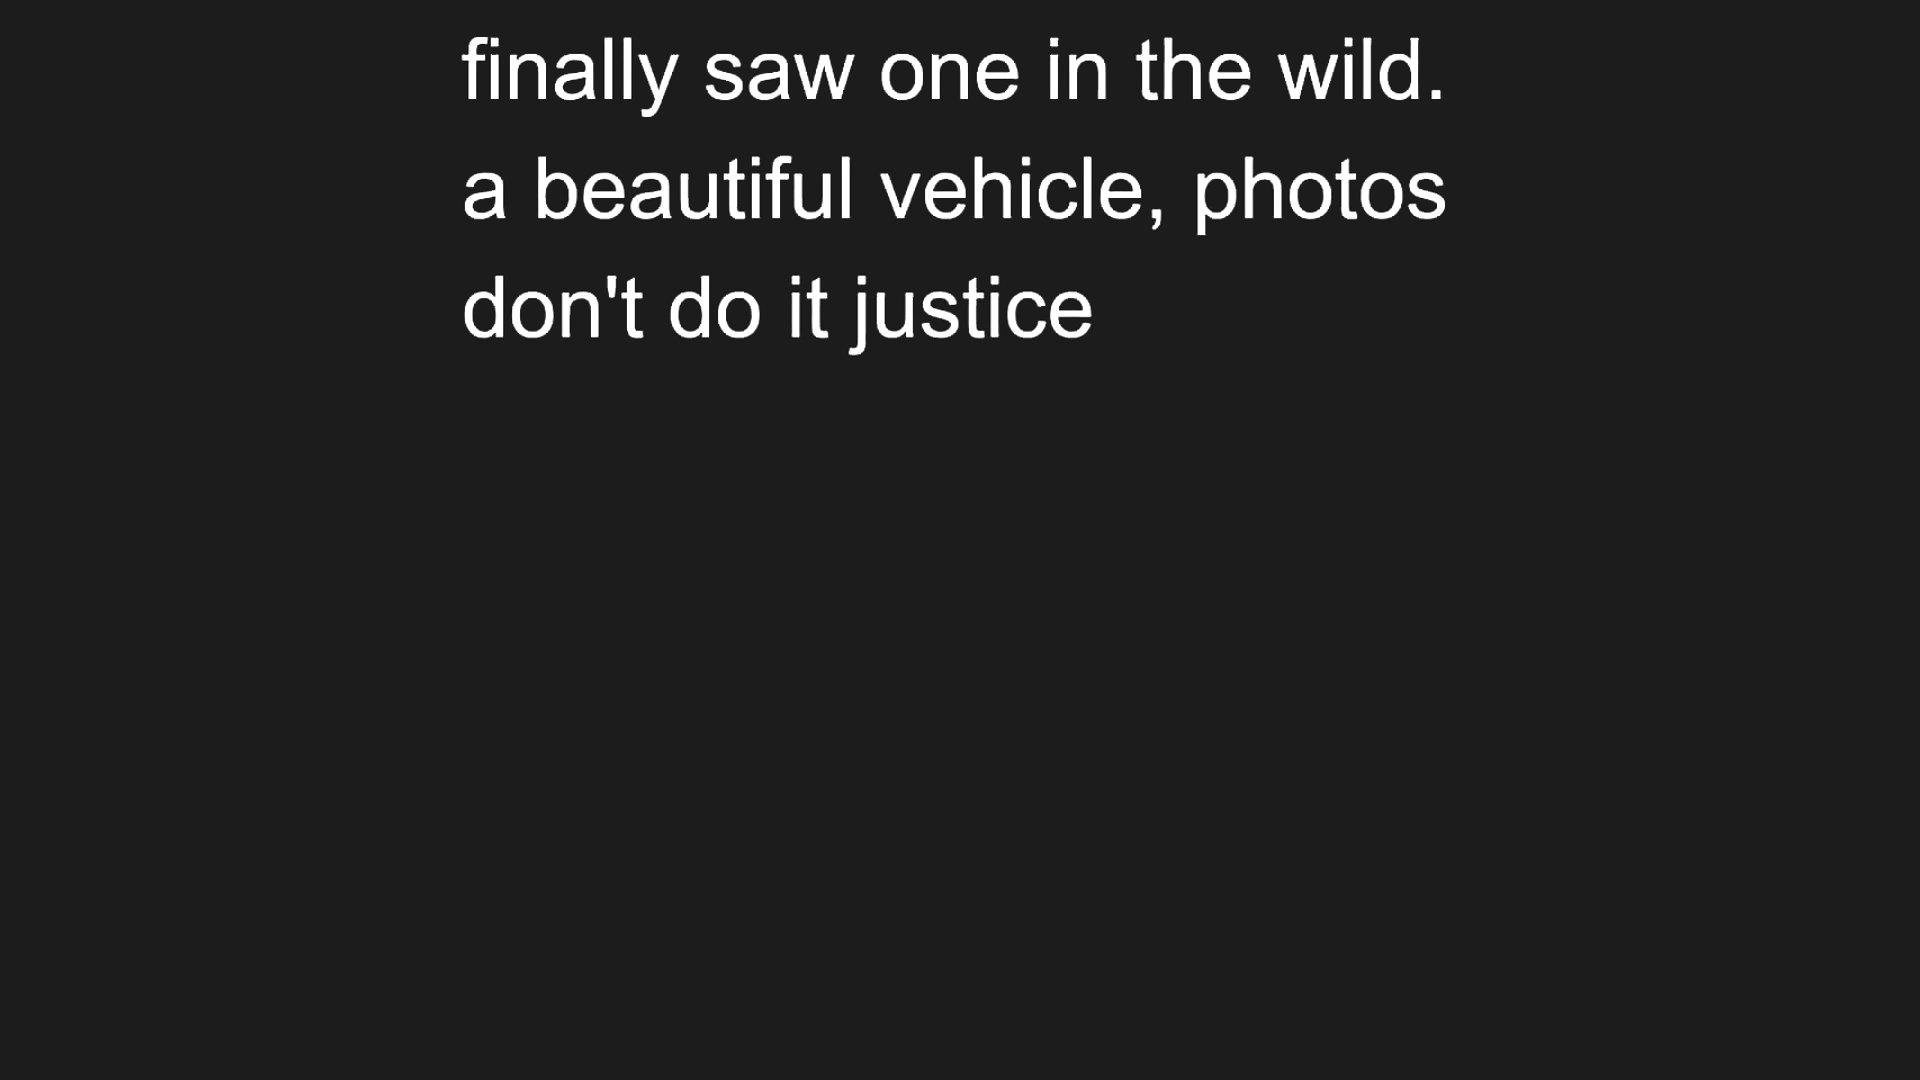 finally saw one in the wild.
a beautiful vehicle, photos
don't do it justice